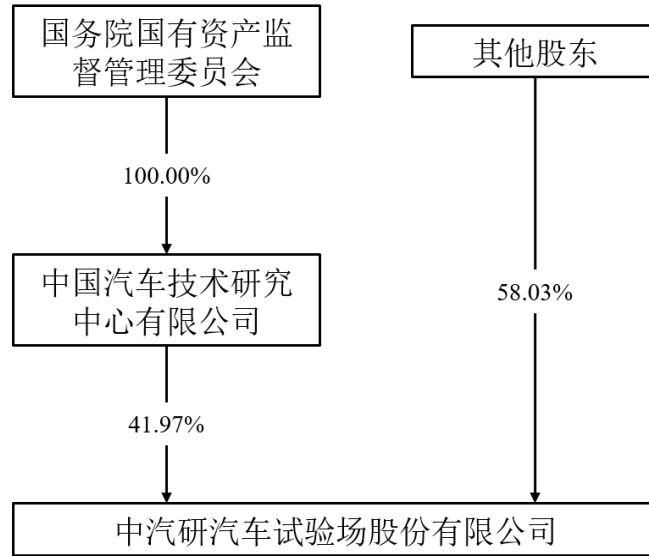 国务院国有资产监
督管理委员会
其他股东
100.00%
中国汽车技术研究
中心有限公司
58.03%
41.97%
中汽研汽车试验场股份有限公司